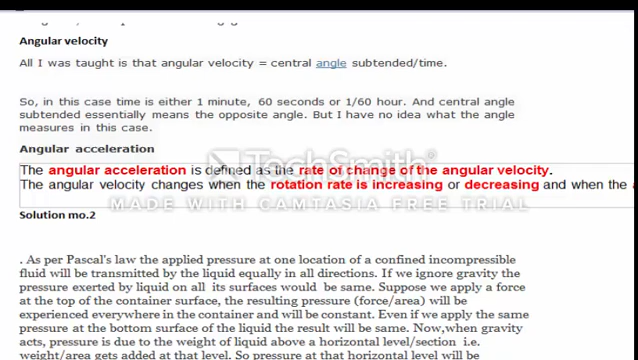 Angular velocity
All I was taught is that angular velocity = central angle subtended/time.
So, in this case time is either 1 minute, 60 seconds or 1/60 hour. And central angle
subtended essentially means the opposite angle. But I have no idea what the angle
measures in this case.
Angular acceleration
TechSmith
The angular acceleration is defined as the rate of change of the angular velocity.
The angular velocity changes when the rotation rate is increasing or decreasing and when the
MADE WITH CAMTASIA FREE TRIAL
Solution mo.2
. As per Pascal's law the applied pressure at one location of a confined incompressible
fluid will be transmitted by the liquid equally in all directions. If we ignore gravity the
pressure exerted by liquid on all its surfaces would be same. Suppose we apply a force
at the top of the container surface, the resulting pressure (force/area) will be
experienced everywhere in the container and will be constant. Even if we apply the same
pressure at the bottom surface of the liquid the result will be same. Now,when gravity
acts, pressure is due to the weight of liquid above a horizontal level/section i.e.
weight/area gets added at that level. So pressure at that horizontal level will be